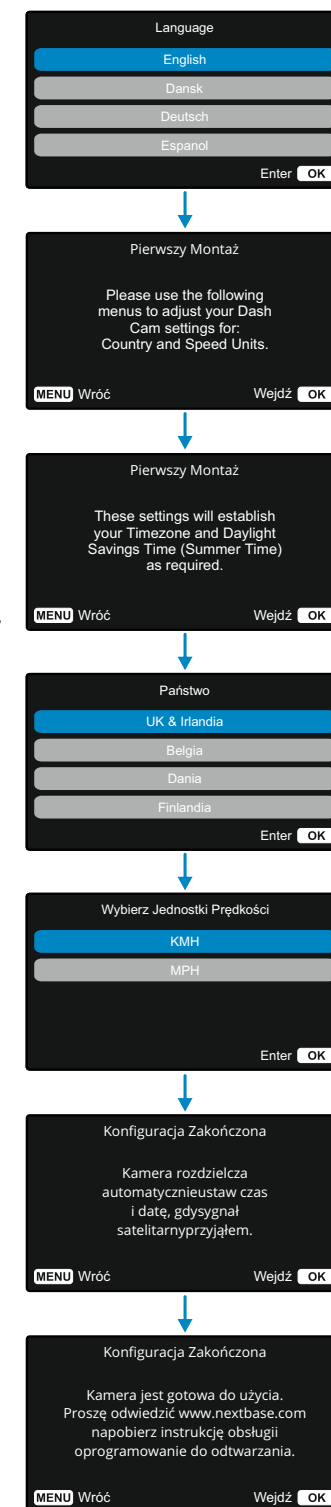 Language
English
Dansk
Deutsch
Espanol
Enter OK
Pierwszy Montaż
Please use the following
menus to adjust your Dash
Cam settings for:
Country and Speed Units.
MENU Wróć Wejdź OK
Pierwszy Montaż
These settings will establish
your Timezone and Daylight
Savings Time (Summer Time)
as required.
MENU Wróć Wejdź OK
Państwo
UK & Irlandia
Belgia
Dania
Finlandia
Enter OK
Wybierz Jednostki Prędkości
KMH
MPH
Enter OK
Konfiguracja Zakończona
Kamera rozdzielcza
automatycznieustaw czas
i datę, gdysygnał
satelitarnyprzyjąłem.
MENU Wróć Wejdź OK
Konfiguracja Zakończona
Kamera jest gotowa do użycia.
Proszę odwiedzić www.nextbase.com
napobierz instrukcję obsługii
oprogramowanie do odtwarzania.
MENU Wróć Wejdź OK